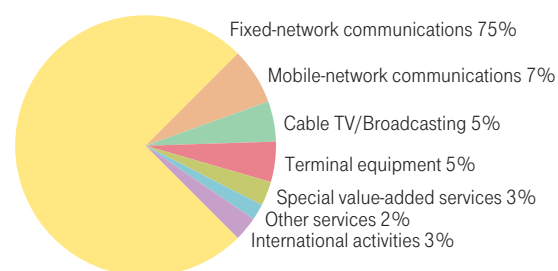 Fixed-network communications 75%
Mobile-network communications 7%
Cable TV/Broadcasting 5%
Terminal equipment 5%
Special value-added services 3%
Other services 2%
International activities 3%